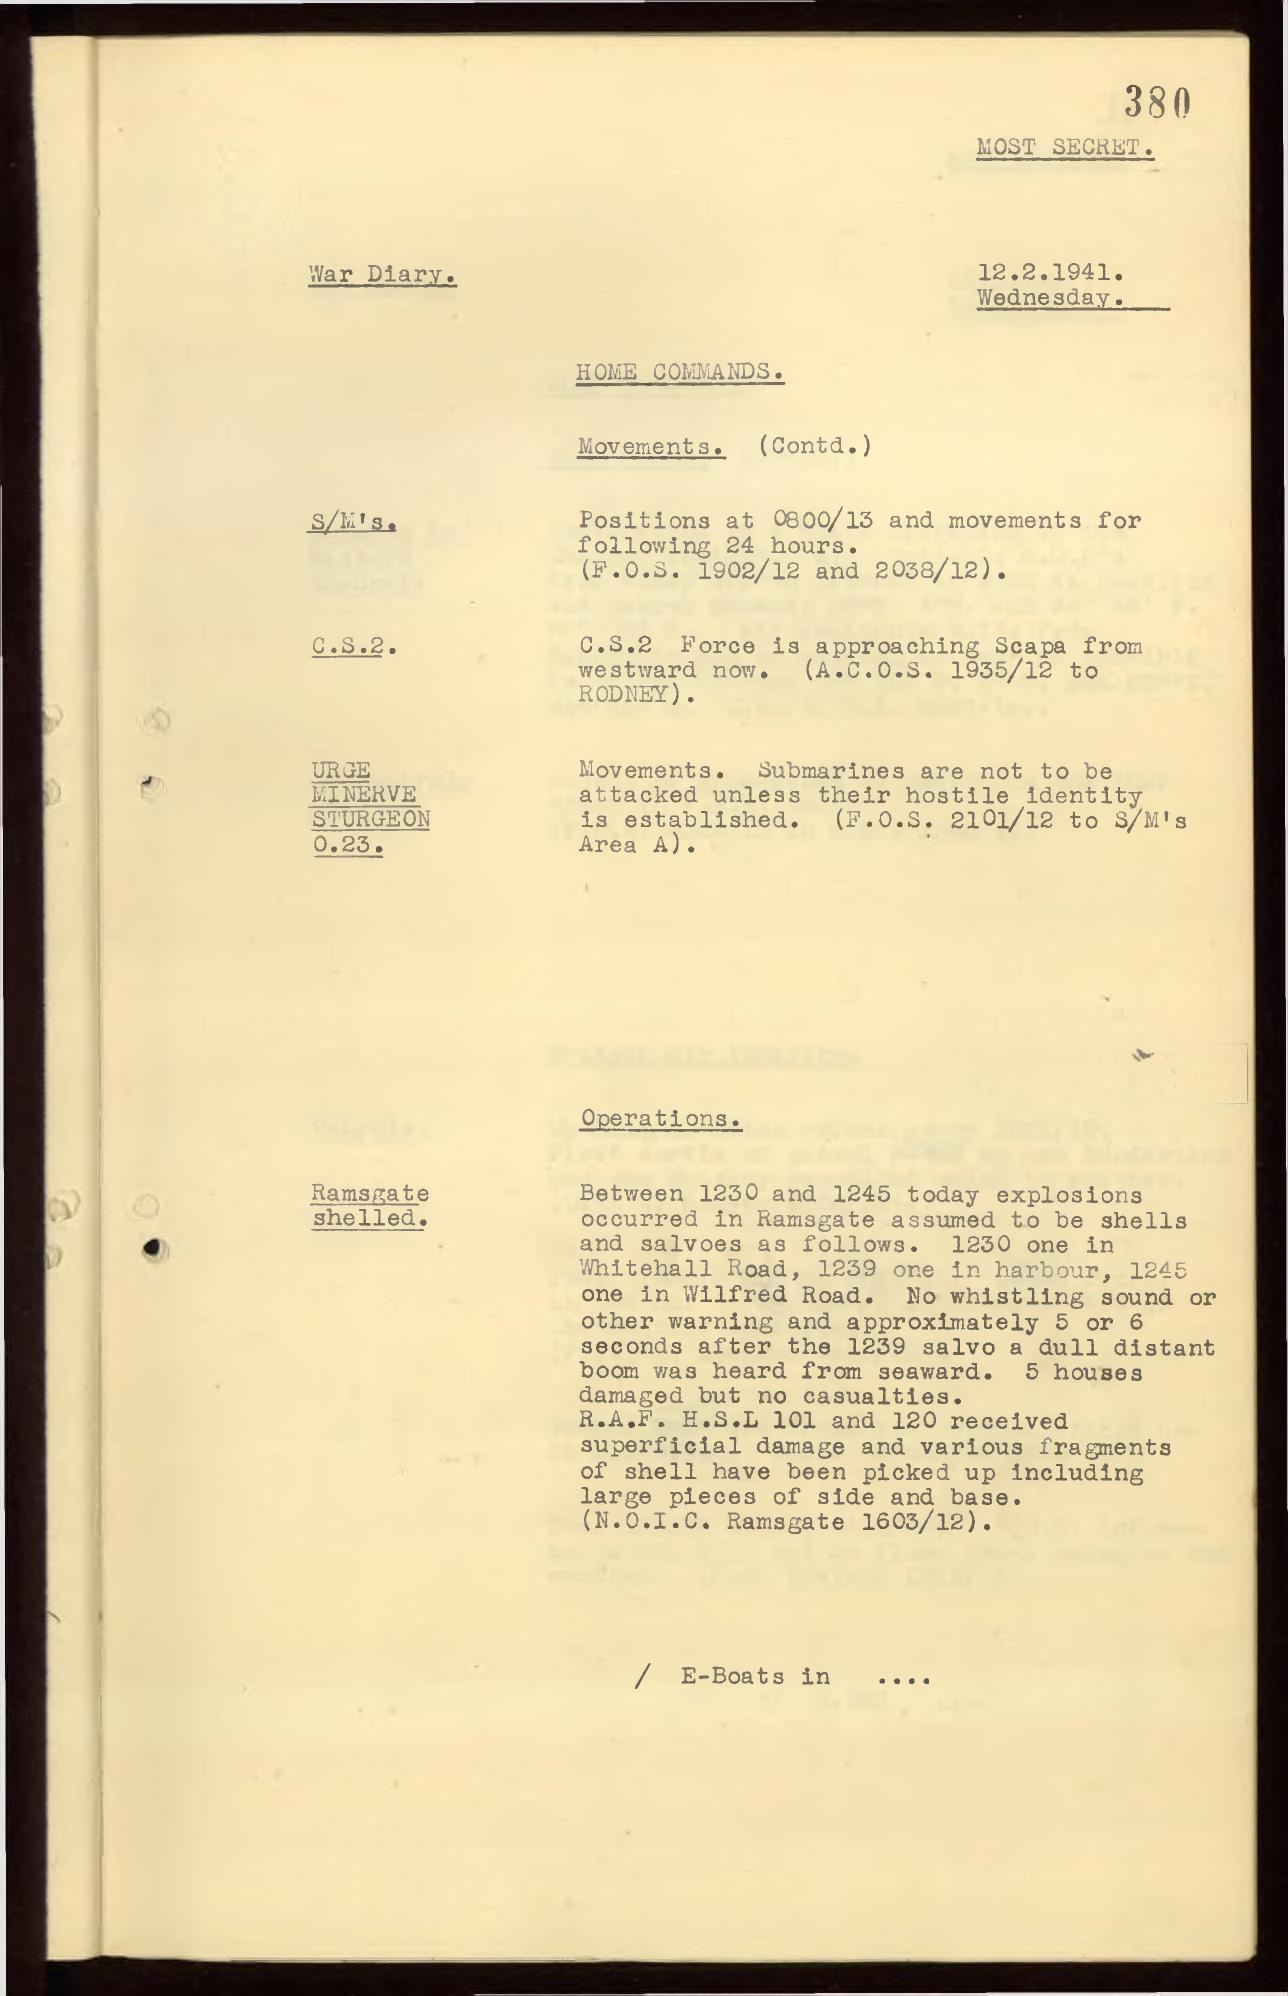 380
MOST SECRET.
War Diary.
12.2.1941.
Wednesday.
HOME COMMANDS.
Movements. (Contd.)
S/M's.
Positions at 0800/13 and movements for
following 24 hours.
(F.O.S. 1902/12 and 2038/12).
C.S.2.
C.S.2 Force is approaching Scapa from
westward now. (A.C.O.S. 1935/12 to
RODNEY).
URGE
MINERVE
STURGEON
O.23.
Movements. Submarines are not to be
attacked unless their hostile identity
is established. (F.O.S. 2101/12 to S/M's
Area A).
Operations.
Ramsgate
shelled.
Between 1230 and 1245 today explosions
occurred in Ramsgate assumed to be shells
and salvoes as follows. 1230 one in
Whitehall Road, 1239 one in harbour, 1245
one in Wilfred Road. No whistling sound or
other warning and approximately 5 or 6
seconds after the 1239 salvo a dull distant
boom was heard from seaward. 5 houses
damaged but no casualties.
R.A.F. H.S.L 101 and 120 received
superficial damage and various fragments
of shell have been picked up including
large pieces of side and base.
(N.O.I.C. Ramsgate 1603/12).
/ E-Boats in ....